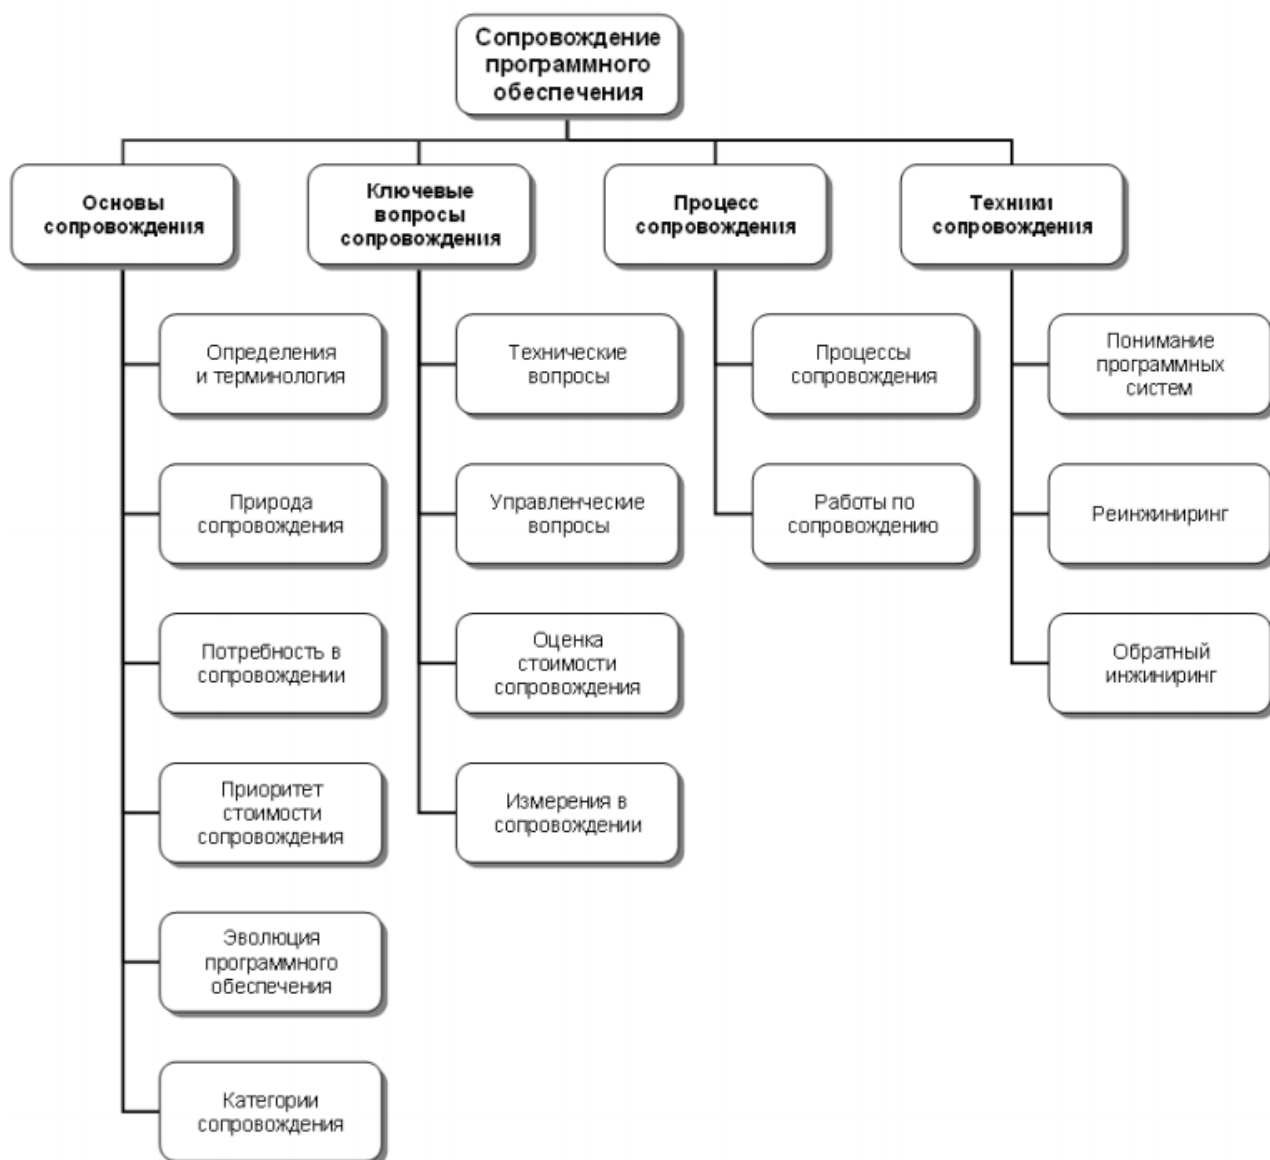 Сопровождение
программного
обеспечения
Основы
сопровождения
Ключевые
вопросы
сопровождения
Процесс
сопровождения
Техники
сопровождения
Определения
и терминология
Природа
сопровождения
Потребность в
сопровождении
Приоритет
стоимости
сопровождения
Эволюция
программного
обеспечения
Категории
сопровождения
Технические
вопросы
Управленческие
вопросы
Оценка
стоимости
сопровождения
Измерения в
сопровождении
Процессы
сопровождения
Работы по
сопровождению
Понимание
программных
систем
Реинжиниринг
Обратный
инжиниринг